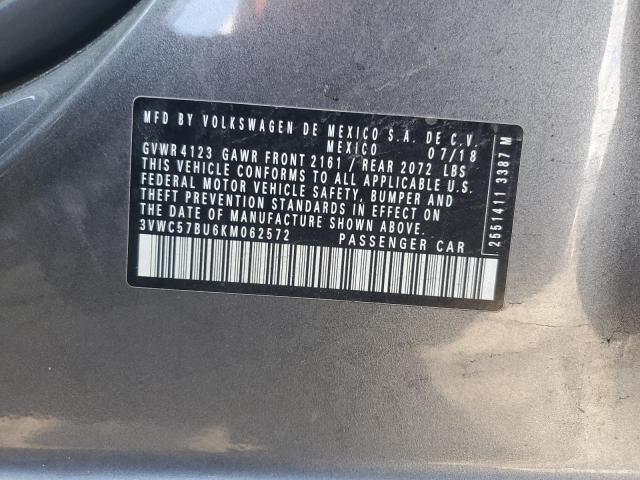 MFD BY VOLKSWAGEN DE MEXICO S.A. DE C.V.
MEXICO 07/18
GVWR4123 GAWR FRONT 2161 / REAR 2072 LBS
THIS VEHICLE CONFORMS TO ALL APPLICABLE U.S.
FEDERAL MOTOR VEHICLE SAFETY, BUMPER AND
THEFT PREVENTION STANDARDS IN EFFECT ON
THE DATE OF MANUFACTURE SHOWN ABOVE.
3VWC57BU6KM062572 PASSENGER CAR
2551411 3387 M